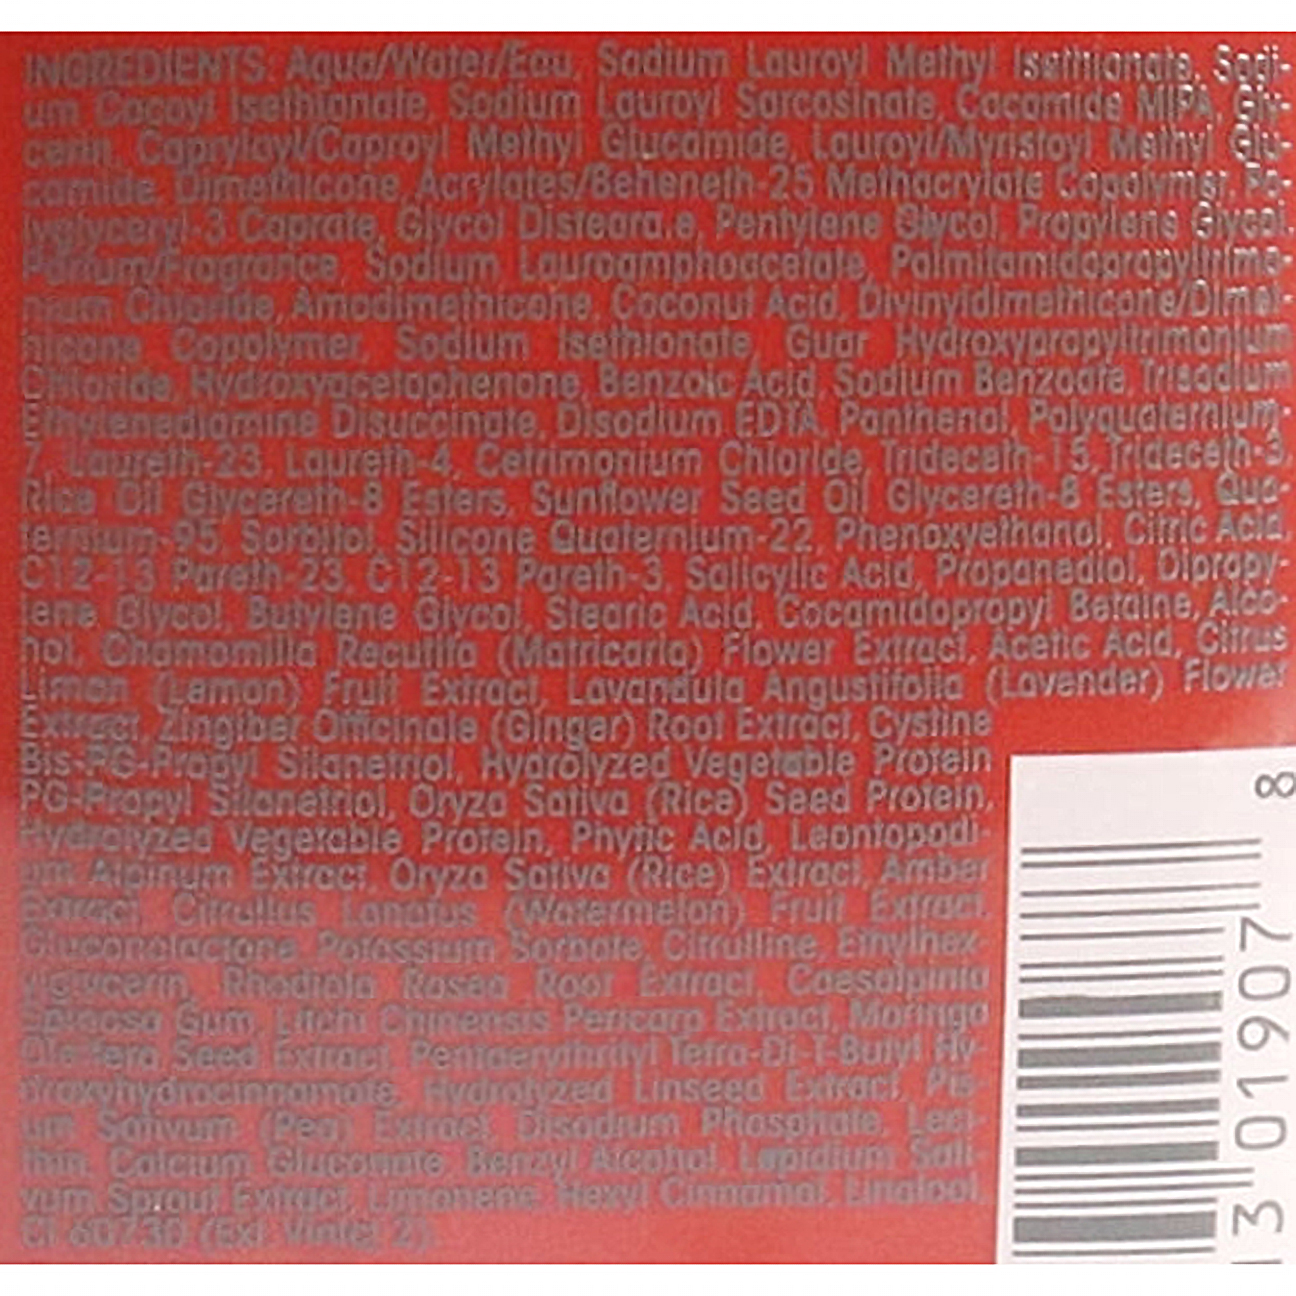 INGREDIENTS: Aqua/Water/Eau, Sodium Lauroyl Methyl Isethionate, Sodi-
um Cocoyl Isethionate, Sodium Lauroyl Sarcosinate, Cocamide MIPA, Gly-
cerin, Capryloyl/Caproyl Methyl Glucamide, Lauroyl/Myristoyl Methyl Glu-
camide, Dimethicone, Acrylates/Beheneth-25 Methacrylate Copolymer, Po-
lyglyceryl-3 Caprate, Glycol Distearate, Pentylene Glycol, Propylene Glycol,
Parfum/Fragrance, Sodium Lauroamphoacetate, Palmitamidopropyltrimo-
nium Chloride, Amodimethicone, Coconut Acid, Divinyldimethicone/Dimet-
hicone Copolymer, Sodium Isethionate, Guar Hydroxypropyltrimonium
Chloride, Hydroxyacetophenone, Benzoic Acid, Sodium Benzoate, Trisodium
Ethylenediamine Disuccinate, Disodium EDTA, Panthenol, Polyquaternium-
7, Laureth-23, Laureth-4, Cetrimonium Chloride, Trideceth-15, Trideceth-3,
Rice Oil Glycereth-8 Esters, Sunflower Seed Oil Glycereth-8 Esters, Qua-
ternium-95, Sorbitol, Silicone Quaternium-22, Phenoxyethanol, Citric Acid,
C12-13 Pareth-23, C12-13 Pareth-3, Salicylic Acid, Propanediol, Dipropy-
lene Glycol, Butylene Glycol, Stearic Acid, Cocamidopropyl Betaine, Alco-
hol, Chamomilla Recutita (Matricaria) Flower Extract, Acetic Acid, Citrus
Limon (Lemon) Fruit Extract, Lavandula Angustifolia (Lavender) Flower
Extract, Zingiber Officinale (Ginger) Root Extract, Cystine
Bis-PG-Propyl Silanetriol, Hydrolyzed Vegetable Protein
PG-Propyl Silanetriol, Oryza Sativa (Rice) Seed Protein,
Hydrolyzed Vegetable Protein, Phytic Acid, Leontopodi-
um Alpinum Extract, Oryza Sativa (Rice) Extract, Amber
Extract, Citrullus Lanatus (Watermelon) Fruit Extract,
Gluconolactone, Potassium Sorbate, Citrulline, Ethylhex-
ylglycerin, Rhodiola Rosea Root Extract, Caesalpinia
Spinosa Gum, Litchi Chinensis Pericarp Extract, Moringa
Oleifera Seed Extract, Pentaerythrityl Tetra-Di-T-Butyl Hy-
droxyhydrocinnamate, Hydrolyzed Linseed Extract, Pis-
um Sativum (Pea) Extract, Disodium Phosphate, Leci-
thin, Calcium Gluconate, Benzyl Alcohol, Lepidium Sati-
vum Sprout Extract, Limonene, Hexyl Cinnamal, Linalool,
CI 60730 (Ext. Violet 2).
13 01907 8